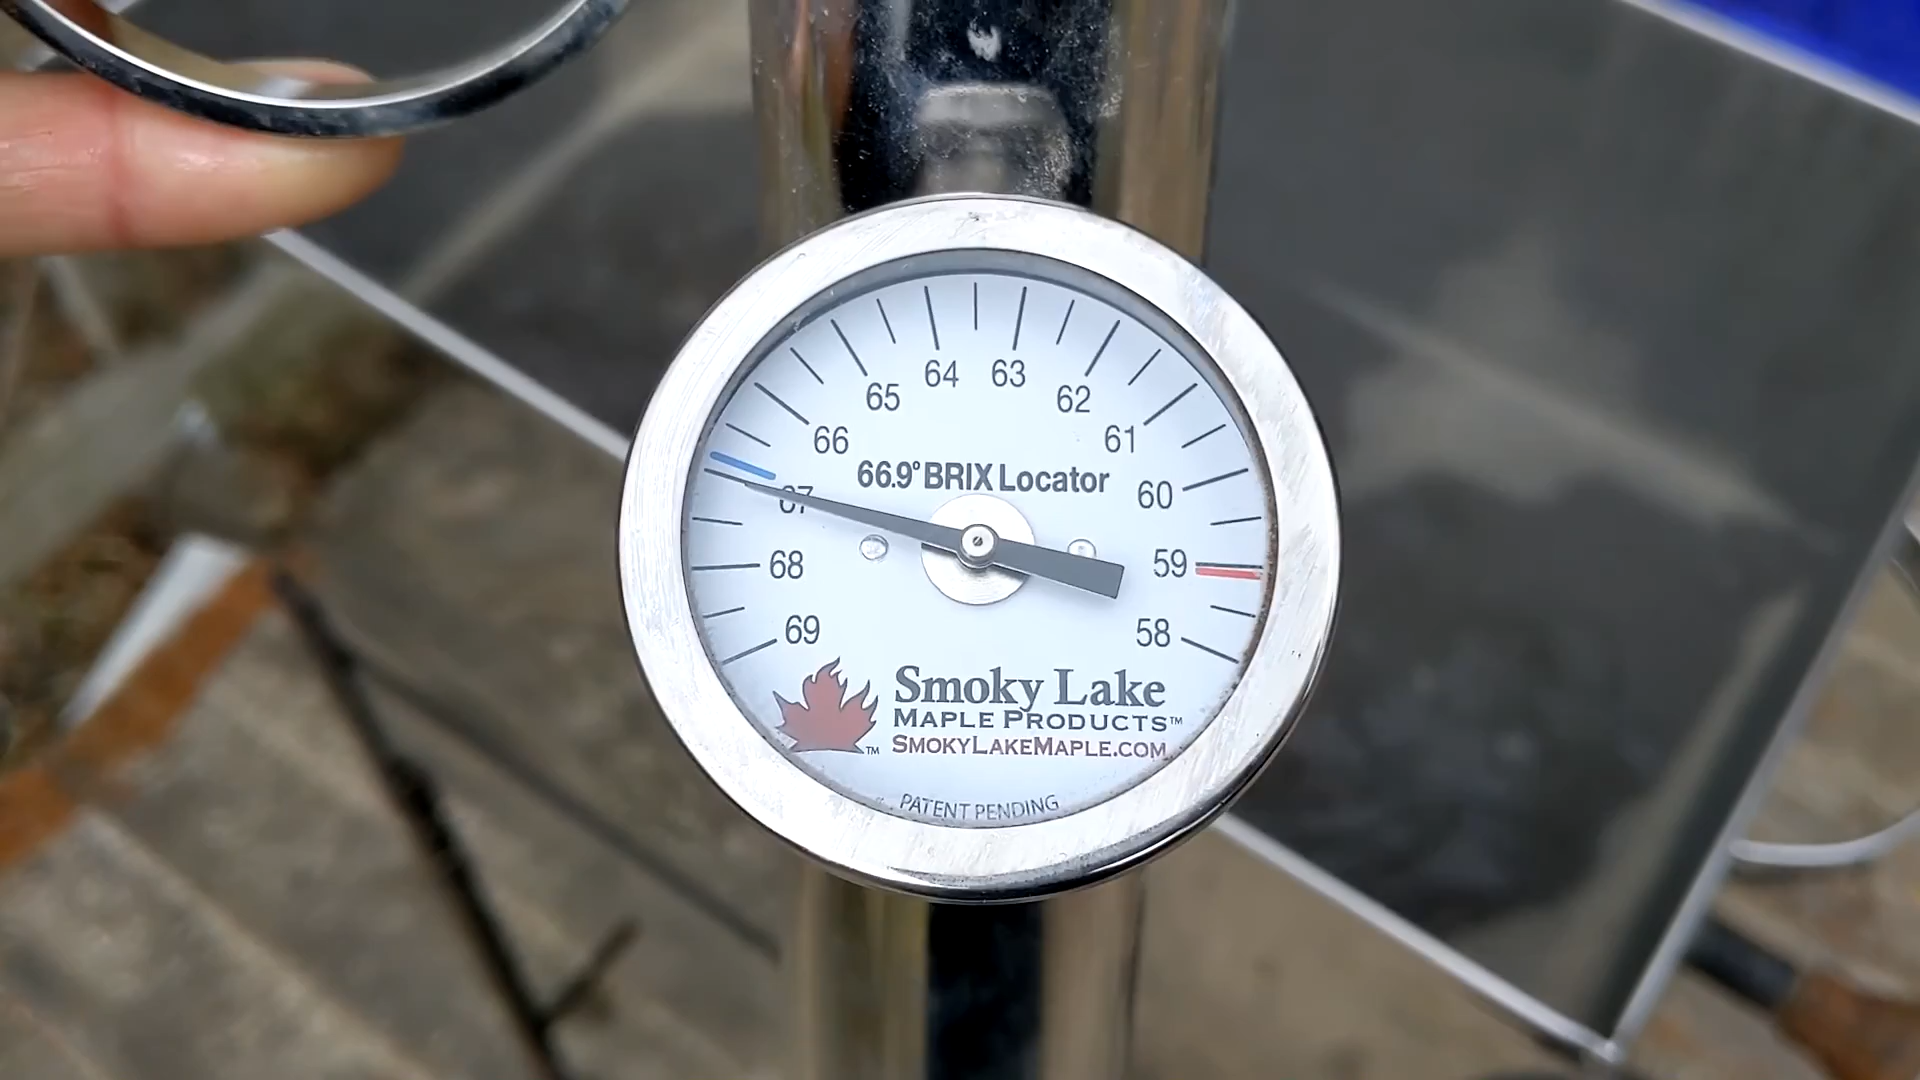 64 63
65 62
66 61
66.9° BRIX Locator
67 60
68 59
69 58
Smoky Lake
MAPLE PRODUCTS™
SMOKYLAKEMAPLE.COM
™
PATENT PENDING